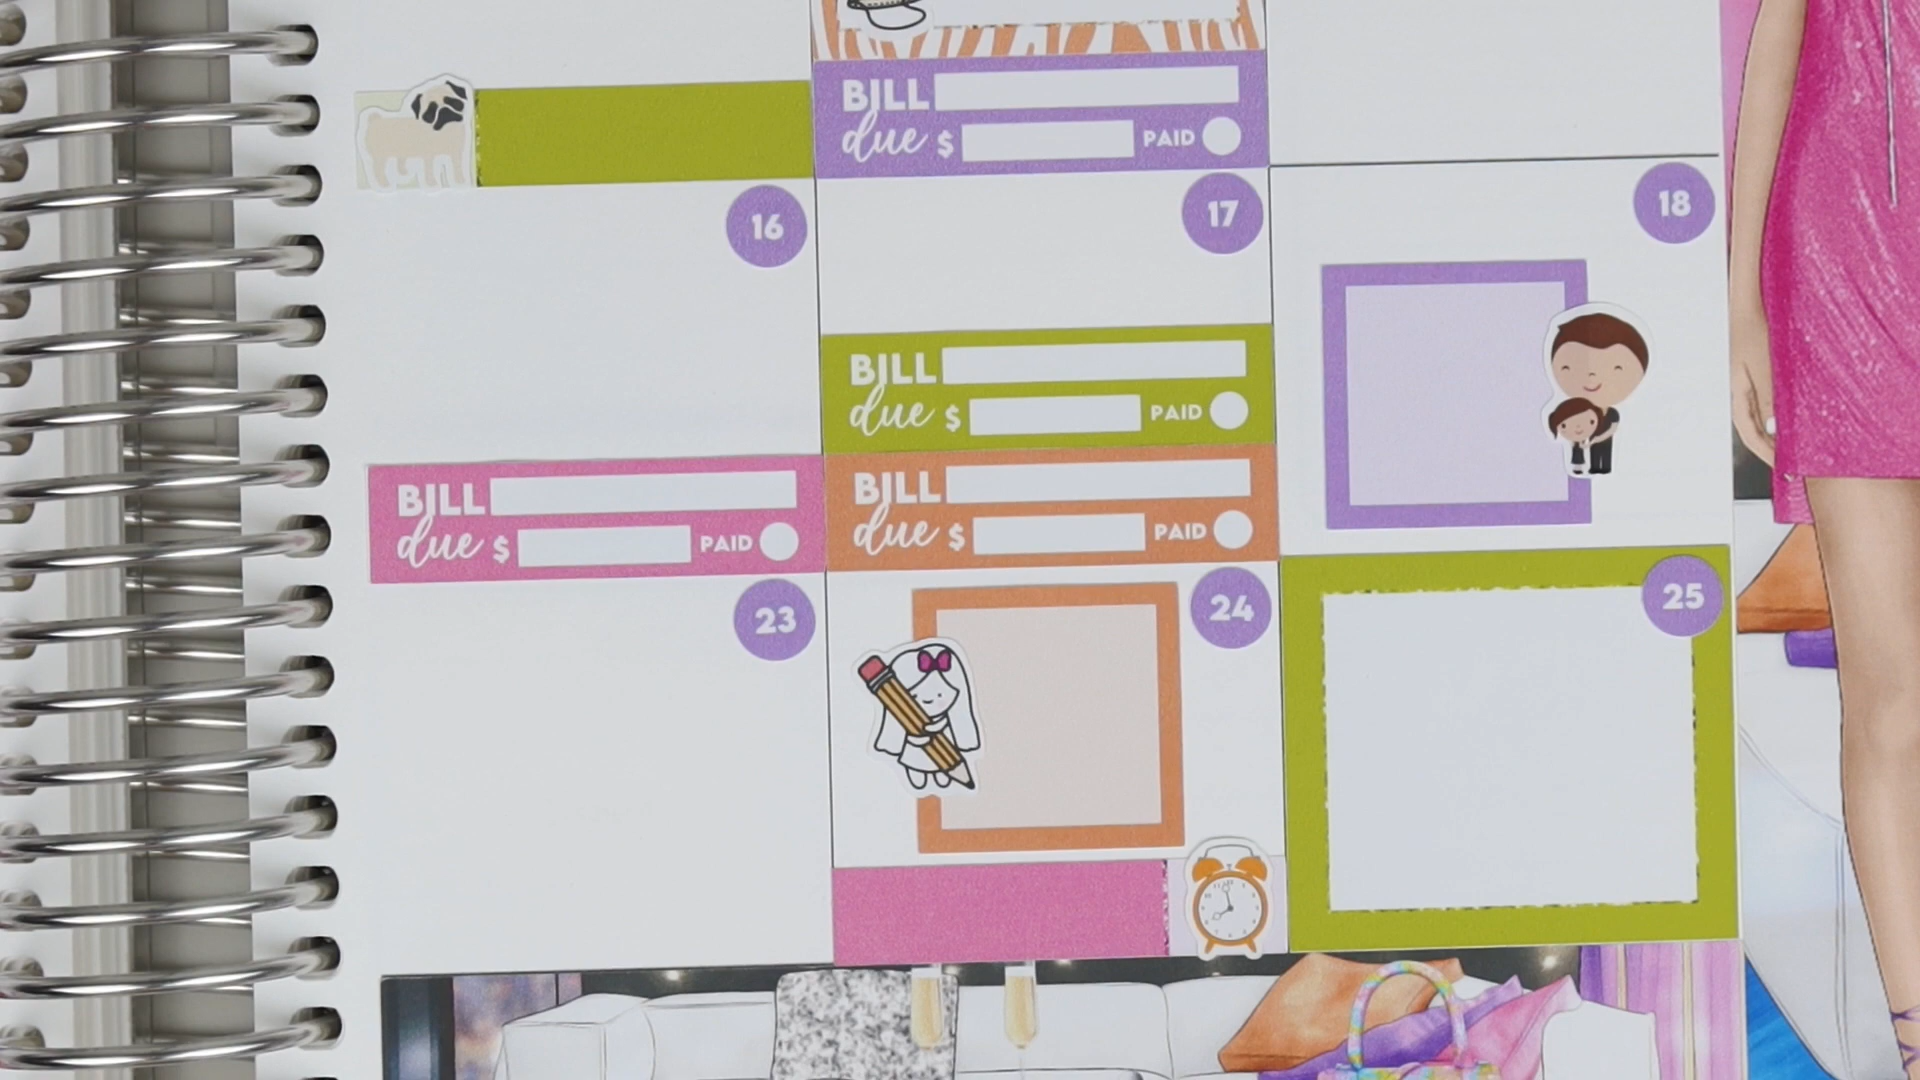 BILL
due $ PAID
16
17
18
BILL
due $ PAID
BILL
due $ PAID
BILL
due $ PAID
23
24
25